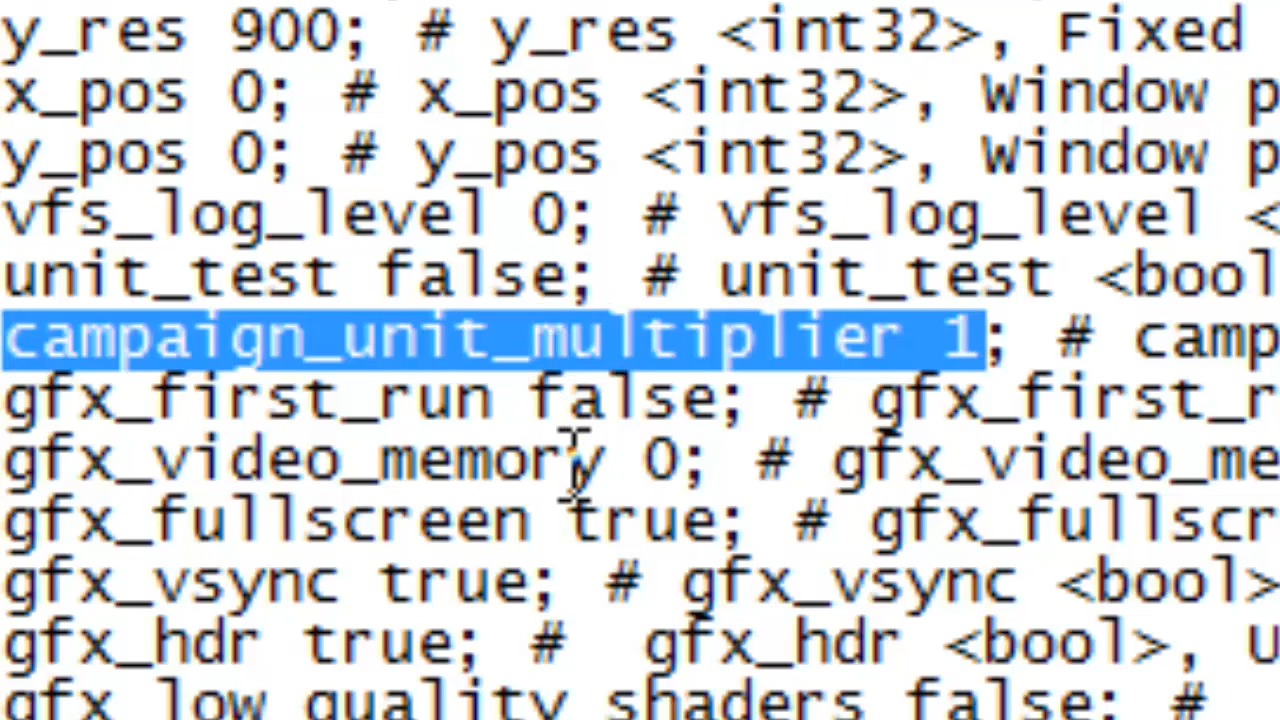 y_res 900; # y_res <int32>, Fixed
x_pos 0; # x_pos <int32>, Window p
y_pos 0; # y_pos <int32>, Window p
vfs_log_level 0; # vfs_log_level <
unit_test false; # unit_test <bool
campaign_unit_multiplier 1; # camp
gfx_first_run false; # gfx_first_r
gfx_video_memory 0; # gfx_video_me
gfx_fullscreen true; # gfx_fullscr
gfx_vsync true; # gfx_vsync <bool>
gfx_hdr true; # gfx_hdr <bool>, U
gfx_low_quality_shaders false; #